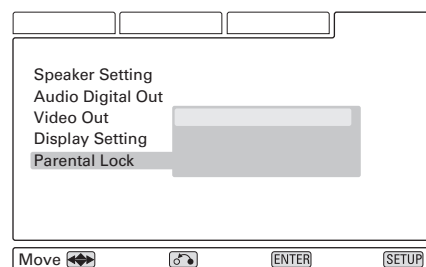 Speaker Setting
Audio Digital Out
Video Out
Display Setting
Parental Lock
Move ENTER SETUP